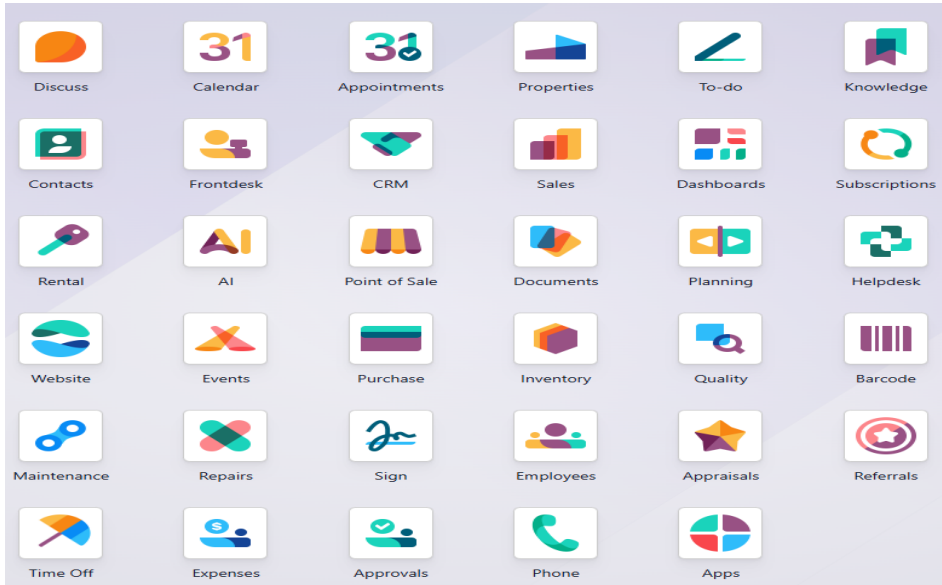 Discuss Calendar Appointments Properties To-do Knowledge
Contacts Frontdesk CRM Sales Dashboards Subscriptions
Rental AI Point of Sale Documents Planning Helpdesk
Website Events Purchase Inventory Quality Barcode
Maintenance Repairs Sign Employees Appraisals Referrals
Time Off Expenses Approvals Phone Apps